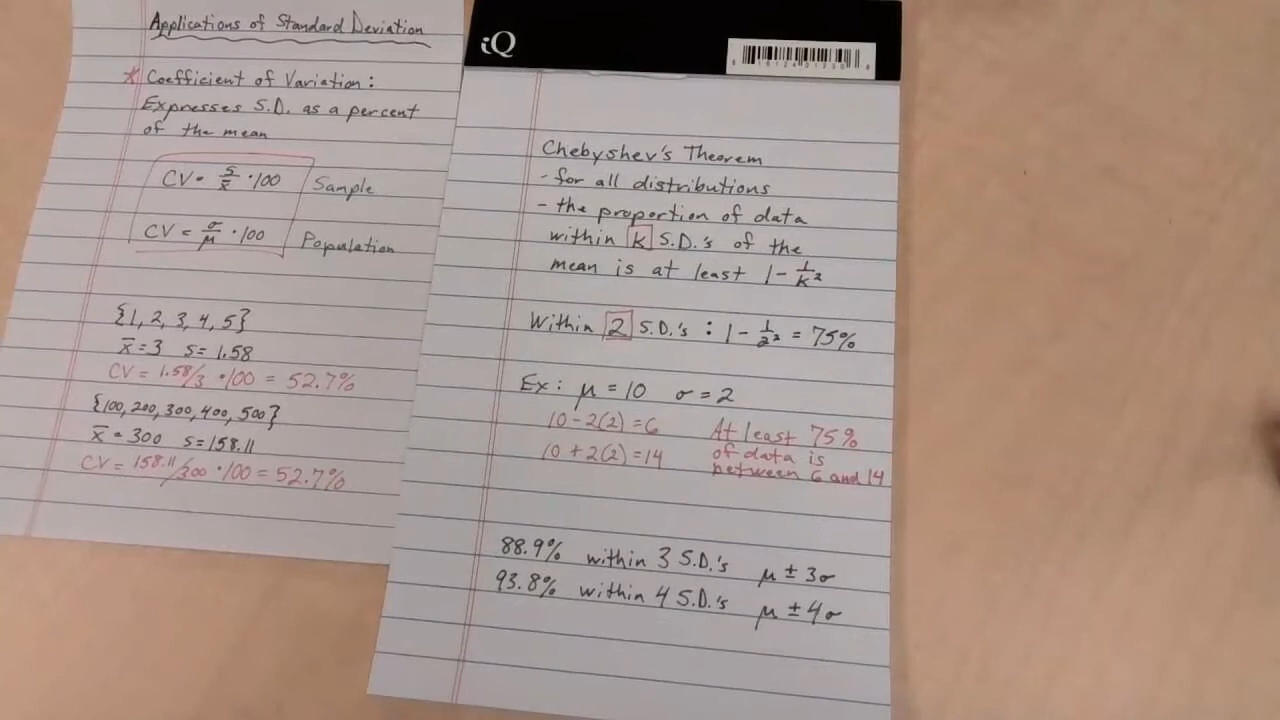 Applications of Standard Deviation
* Coefficient of Variation:
Expresses S.D. as a percent
of the mean
CV = s/x̄ · 100 Sample
CV = σ/μ · 100 Population
{1, 2, 3, 4, 5}
x̄ = 3 s = 1.58
CV = 1.58/3 · 100 = 52.7%
{100, 200, 300, 400, 500}
x̄ = 300 s = 158.11
CV = 158.11/300 · 100 = 52.7%
iQ
Chebyshev's Theorem
- for all distributions
- the proportion of data
within k S.D.'s of the
mean is at least 1 - 1/k²
Within 2 S.D.'s : 1 - 1/2² = 75%
Ex: μ = 10 σ = 2
10 - 2(2) = 6
10 + 2(2) = 14
At least 75%
of data is
between 6 and 14
88.9% within 3 S.D.'s μ ± 3σ
93.8% within 4 S.D.'s μ ± 4σ